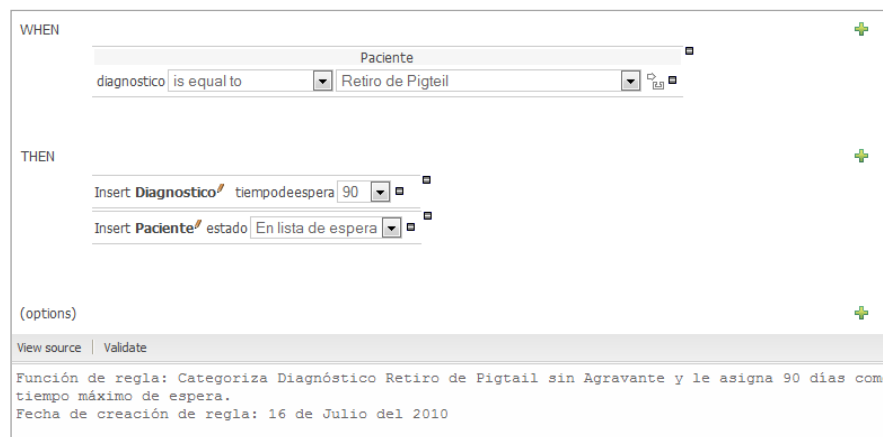 WHEN
Paciente
diagnostico is equal to Retiro de Pigteil
THEN
Insert Diagnostico tiempodeespera 90
Insert Paciente estado En lista de espera
(options)
View source | Validate
Función de regla: Categoriza Diagnóstico Retiro de Pigtail sin Agravante y le asigna 90 días com
tiempo máximo de espera.
Fecha de creación de regla: 16 de Julio del 2010